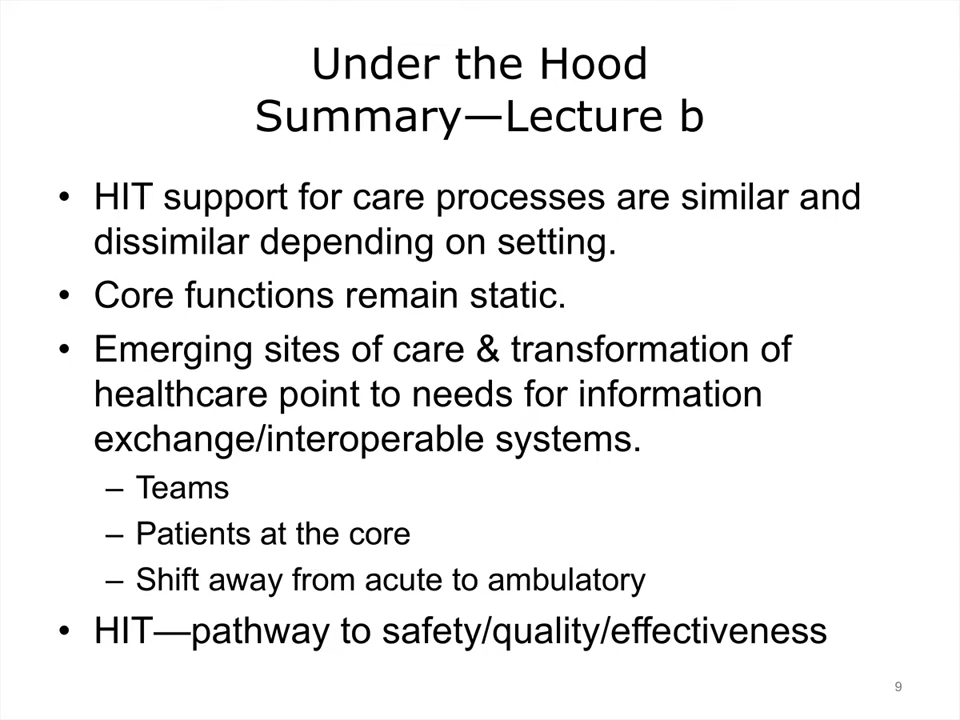 Under the Hood
Summary—Lecture b
• HIT support for care processes are similar and
dissimilar depending on setting.
• Core functions remain static.
• Emerging sites of care & transformation of
healthcare point to needs for information
exchange/interoperable systems.
– Teams
– Patients at the core
– Shift away from acute to ambulatory
• HIT—pathway to safety/quality/effectiveness
9